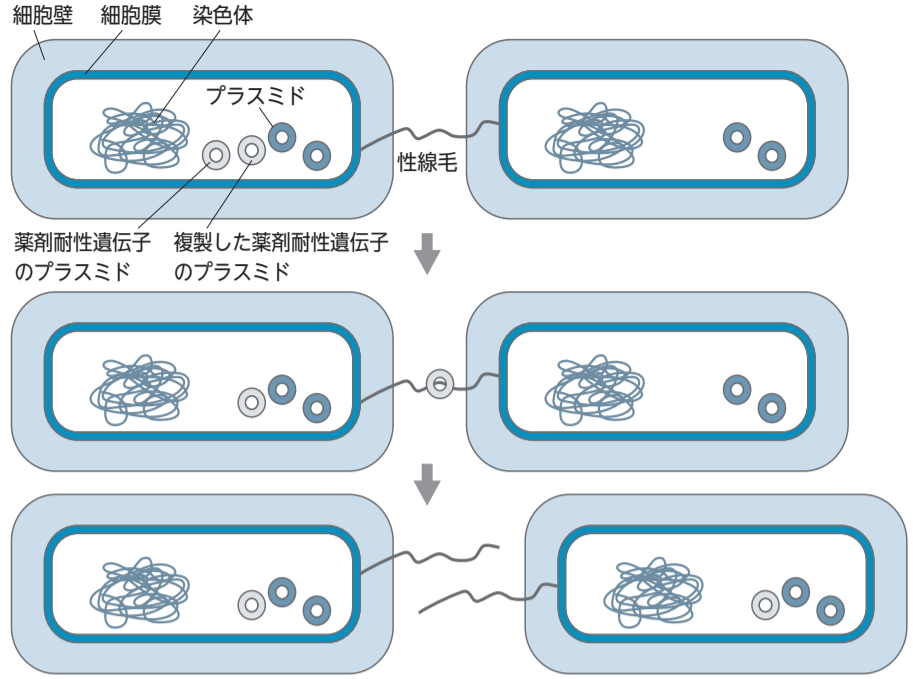 細胞壁
細胞膜
染色体
プラスミド
性線毛
薬剤耐性遺伝子
のプラスミド
複製した薬剤耐性遺伝子
のプラスミド